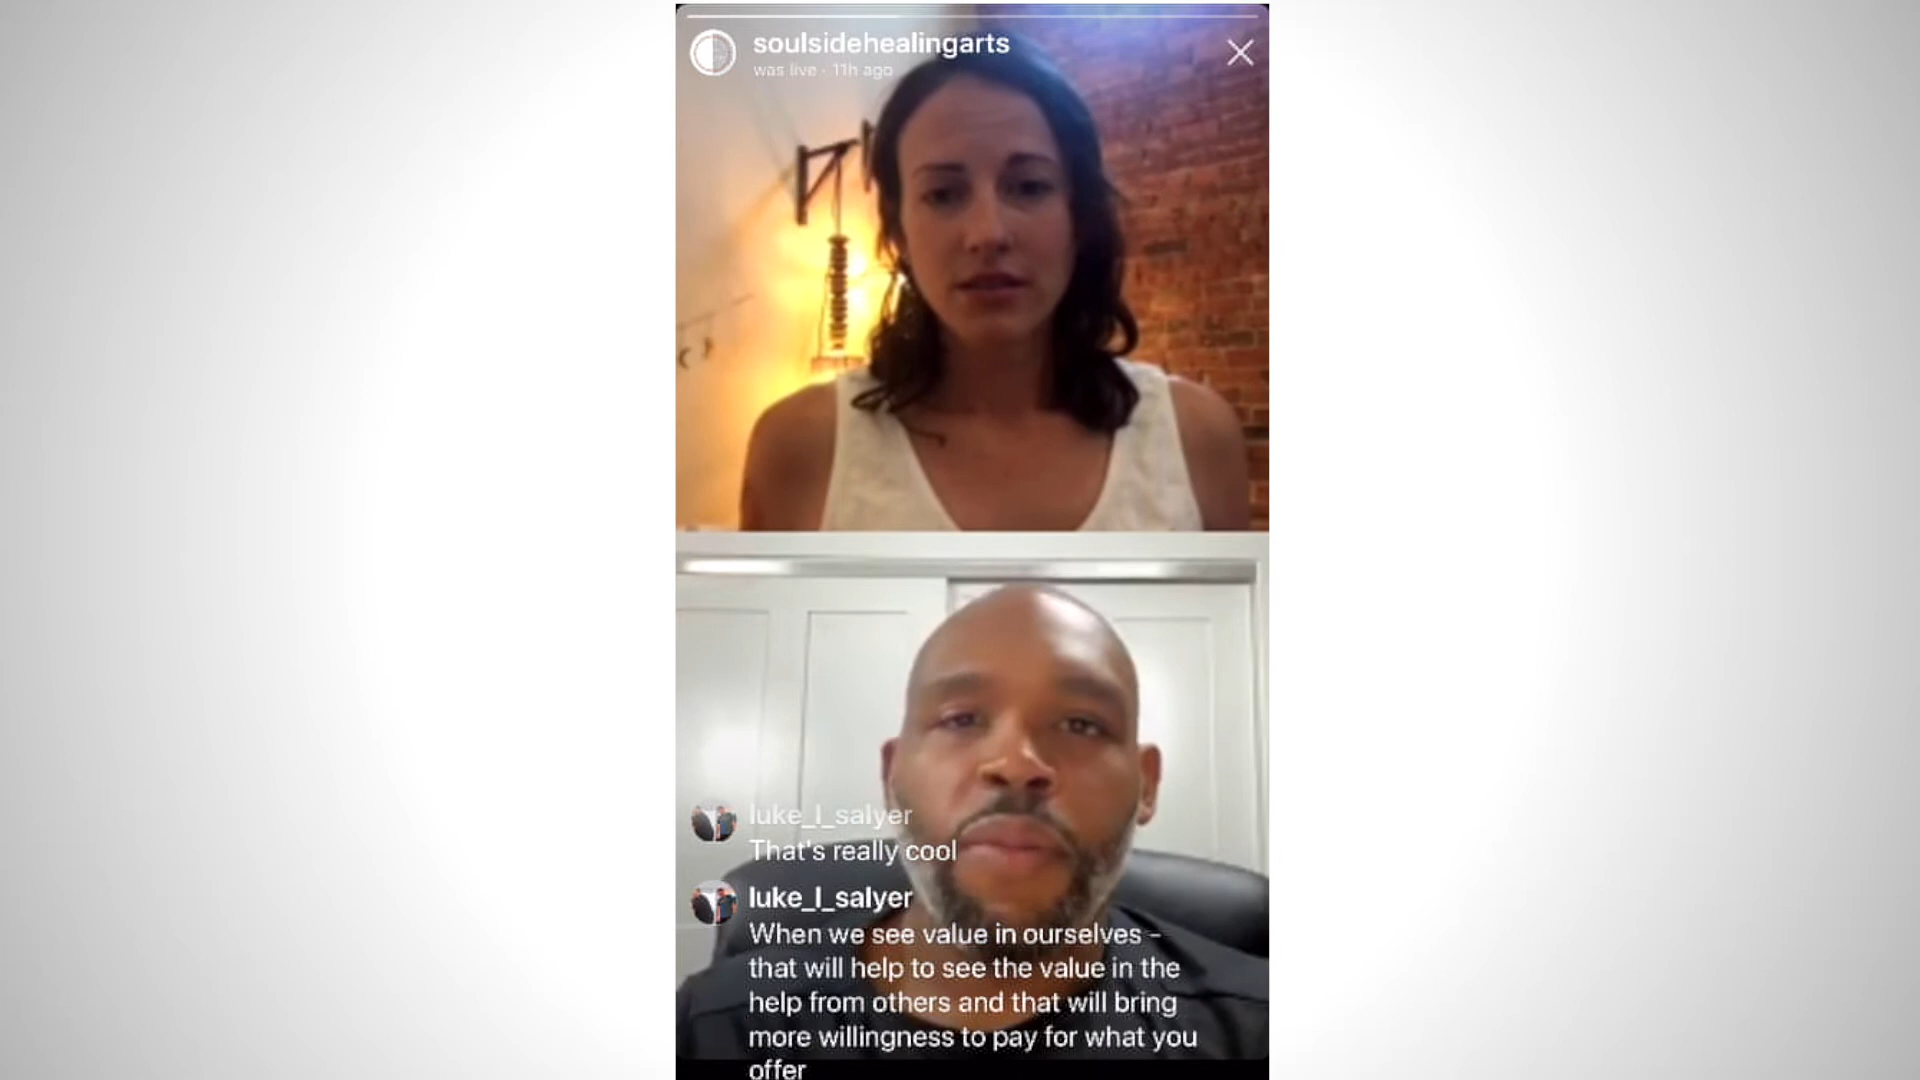 soulsidehealingarts
was live · 11h ago
luke_l_salyer
That's really cool
luke_l_salyer
When we see value in ourselves -
that will help to see the value in the
help from others and that will bring
more willingness to pay for what you
offer